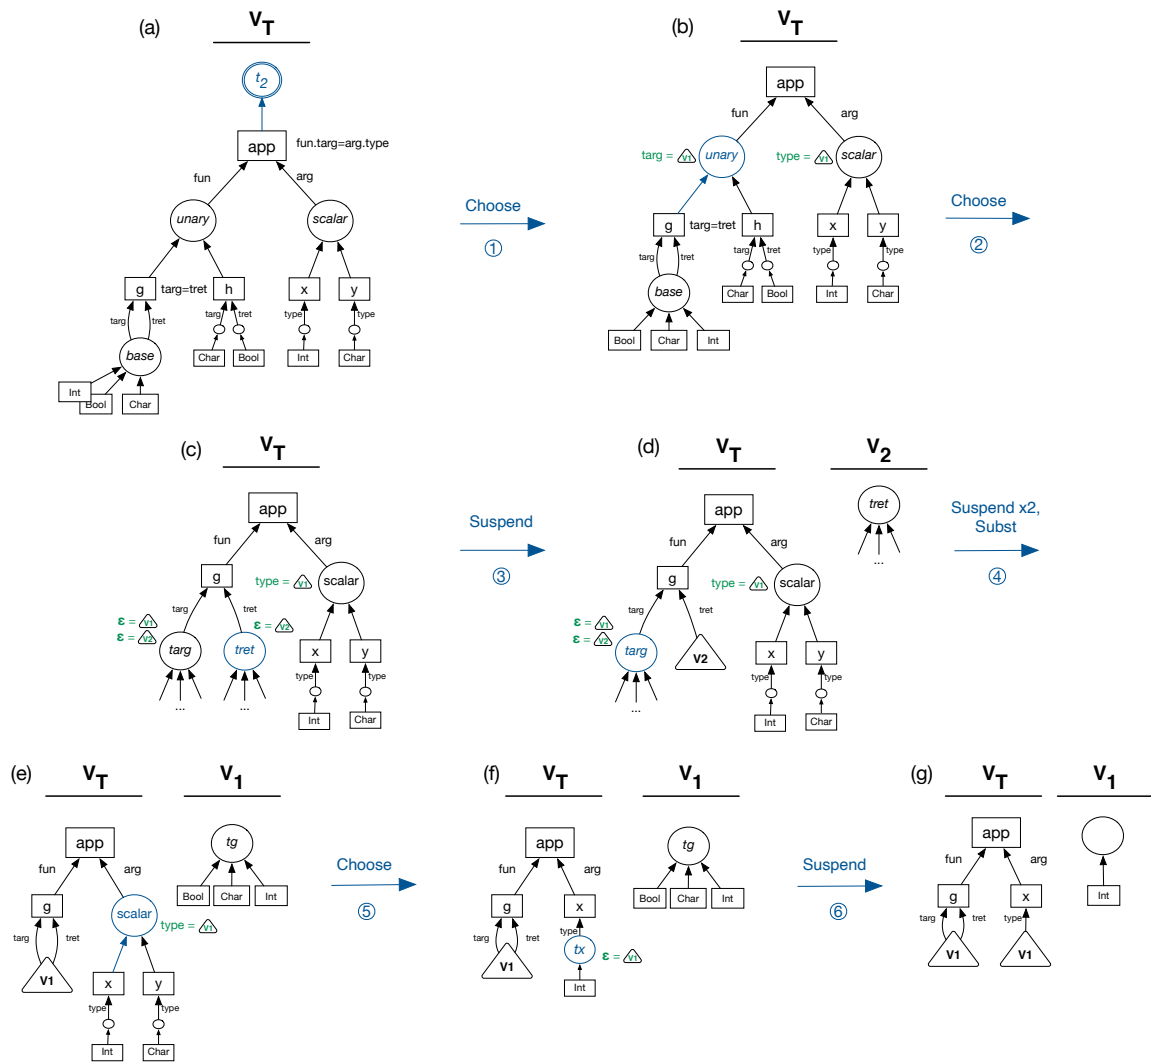 (a)
V_T
t_2
app
fun.targ=arg.type
fun
arg
unary
scalar
g
targ=tret
h
x
y
targ
tret
targ
tret
type
type
base
Char
Bool
Int
Char
Int
Bool
Char
Choose
①
(b)
V_T
app
fun
arg
targ = V1
unary
type = V1
scalar
g
targ=tret
h
x
y
targ
tret
targ
tret
type
type
base
Char
Bool
Int
Char
Bool
Char
Int
Choose
②
(c)
V_T
app
fun
arg
g
type = V1
scalar
targ
tret
ε = V1
ε = V2
ε = V2
targ
tret
x
y
type
type
...
...
Int
Char
Suspend
③
(d)
V_T
V_2
app
tret
...
fun
arg
g
type = V1
scalar
targ
tret
ε = V1
ε = V2
targ
V2
x
y
type
type
...
Int
Char
Suspend x2,
Subst
④
(e)
V_T
V_1
app
tg
fun
arg
Bool
Char
Int
g
scalar
type = V1
targ
tret
V1
x
y
type
type
Int
Char
Choose
⑤
(f)
V_T
V_1
app
tg
fun
arg
Bool
Char
Int
g
x
targ
tret
type
V1
tx
ε = V1
Int
Suspend
⑥
(g)
V_T
V_1
app
fun
arg
Int
g
x
targ
tret
type
V1
V1